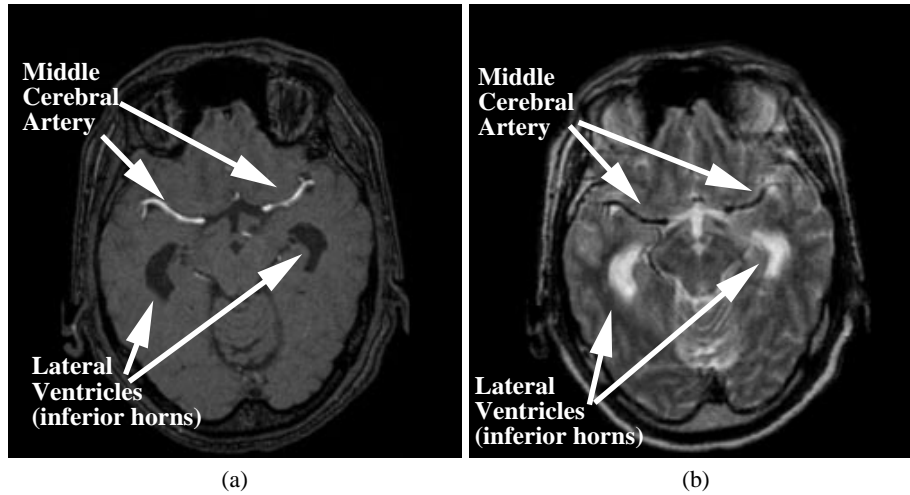 Middle
Cerebral
Artery
Lateral
Ventricles
(inferior horns)
(a)
Middle
Cerebral
Artery
Lateral
Ventricles
(inferior horns)
(b)